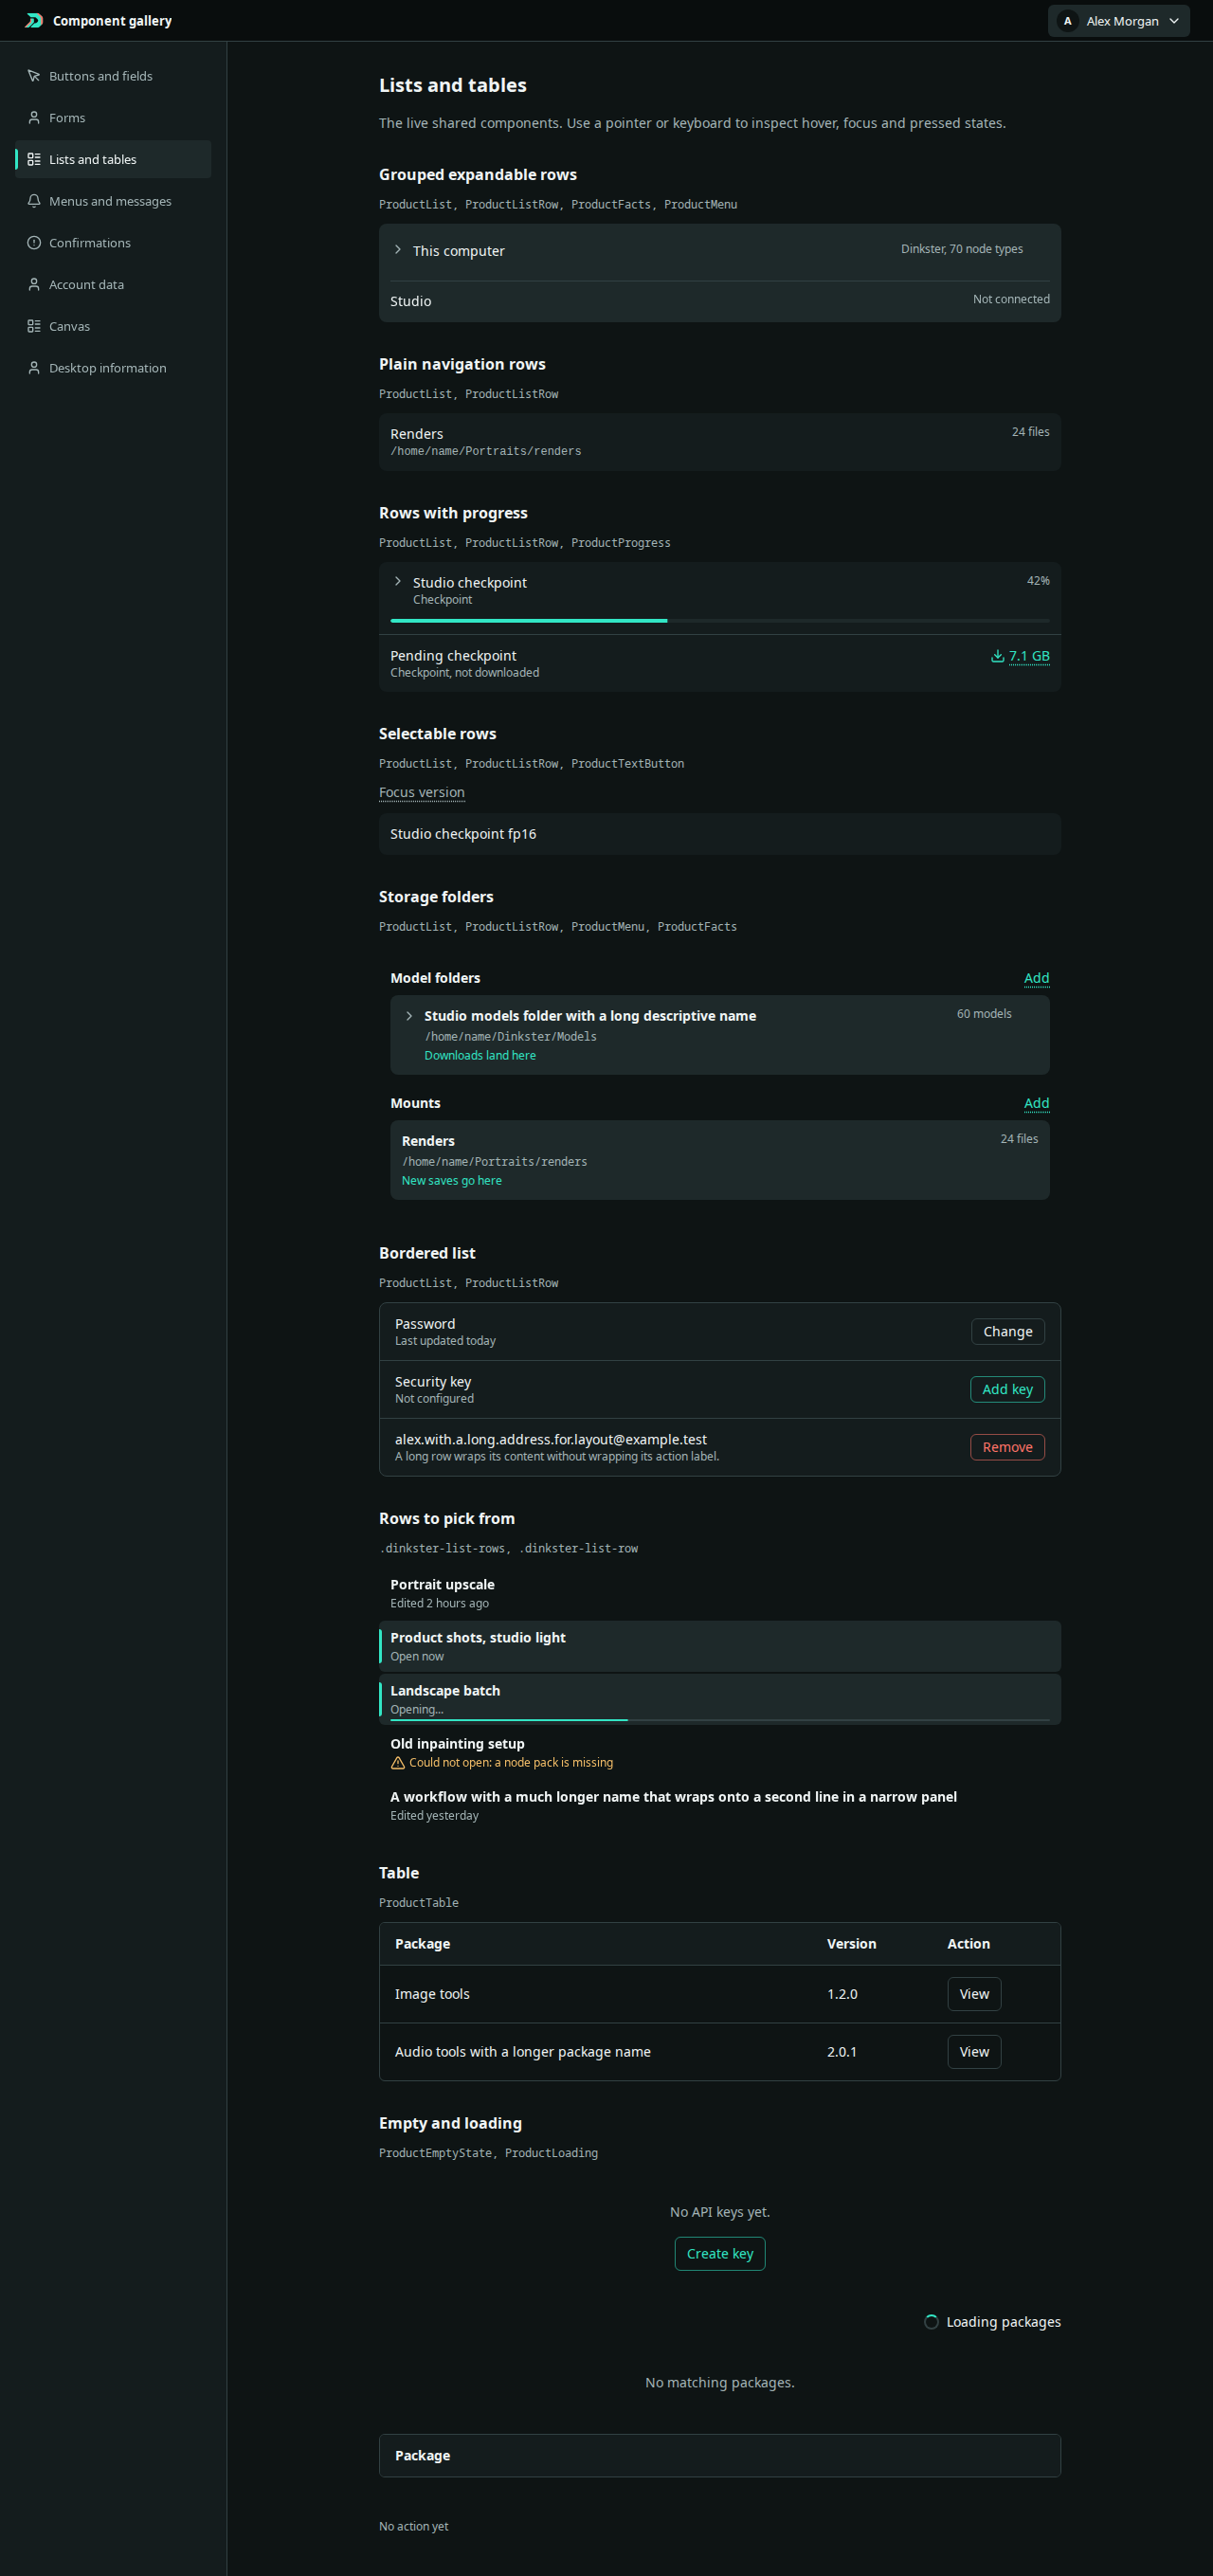 Component gallery
A Alex Morgan
Buttons and fields
Forms
Lists and tables
Menus and messages
Confirmations
Account data
Canvas
Desktop information
Lists and tables
The live shared components. Use a pointer or keyboard to inspect hover, focus and pressed states.
Grouped expandable rows
ProductList, ProductListRow, ProductFacts, ProductMenu
This computer Dinkster, 70 node types
Studio Not connected
Plain navigation rows
ProductList, ProductListRow
Renders 24 files
/home/name/Portraits/renders
Rows with progress
ProductList, ProductListRow, ProductProgress
Studio checkpoint 42%
Checkpoint
Pending checkpoint 7.1 GB
Checkpoint, not downloaded
Selectable rows
ProductList, ProductListRow, ProductTextButton
Focus version
Studio checkpoint fp16
Storage folders
ProductList, ProductListRow, ProductMenu, ProductFacts
Model folders Add
Studio models folder with a long descriptive name 60 models
/home/name/Dinkster/Models
Downloads land here
Mounts Add
Renders 24 files
/home/name/Portraits/renders
New saves go here
Bordered list
ProductList, ProductListRow
Password Change
Last updated today
Security key Add key
Not configured
alex.with.a.long.address.for.layout@example.test Remove
A long row wraps its content without wrapping its action label.
Rows to pick from
.dinkster-list-rows, .dinkster-list-row
Portrait upscale
Edited 2 hours ago
Product shots, studio light
Open now
Landscape batch
Opening...
Old inpainting setup
Could not open: a node pack is missing
A workflow with a much longer name that wraps onto a second line in a narrow panel
Edited yesterday
Table
ProductTable
Package Version Action
Image tools 1.2.0 View
Audio tools with a longer package name 2.0.1 View
Empty and loading
ProductEmptyState, ProductLoading
No API keys yet.
Create key
Loading packages
No matching packages.
Package
No action yet